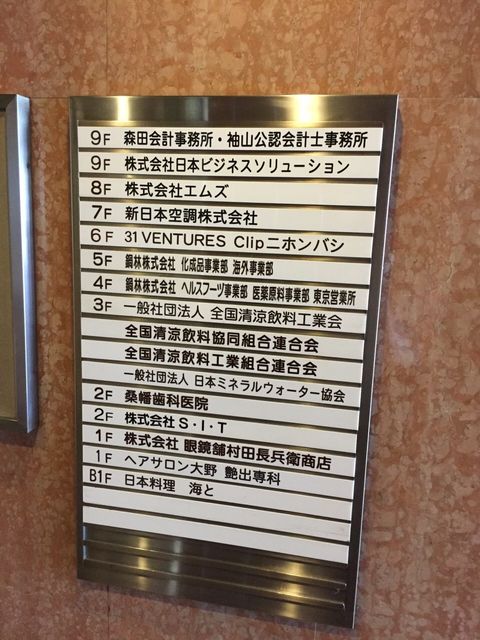 9F 森田会計事務所・袖山公認会計士事務所
9F 株式会社日本ビジネスソリューション
8F 株式会社エムズ
7F 新日本空調株式会社
6F 31 VENTURES Clipニホンバシ
5F 鍋林株式会社 化成品事業部 海外事業部
4F 鍋林株式会社 ヘルスフーツ事業部 医薬原料事業部 東京営業所
3F 一般社団法人 全国清涼飲料工業会
全国清涼飲料協同組合連合会
全国清涼飲料工業組合連合会
一般社団法人 日本ミネラルウォーター協会
2F 桑幡歯科医院
2F 株式会社S・I・T
1F 株式会社 眼鏡舗村田長兵衛商店
1F ヘアサロン大野 艶出専科
B1F 日本料理 海と